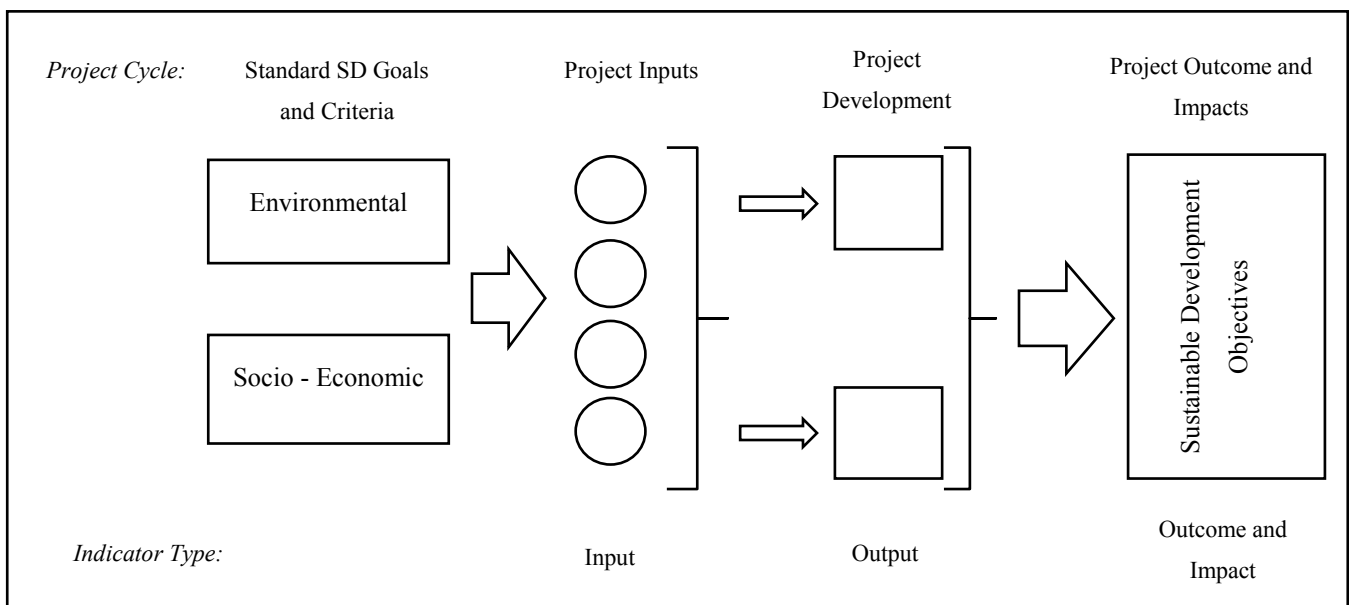 Project Cycle:
Standard SD Goals
and Criteria
Project Inputs
Project
Development
Project Outcome and
Impacts
Environmental
Socio - Economic
Sustainable Development
Objectives
Indicator Type:
Input
Output
Outcome and
Impact